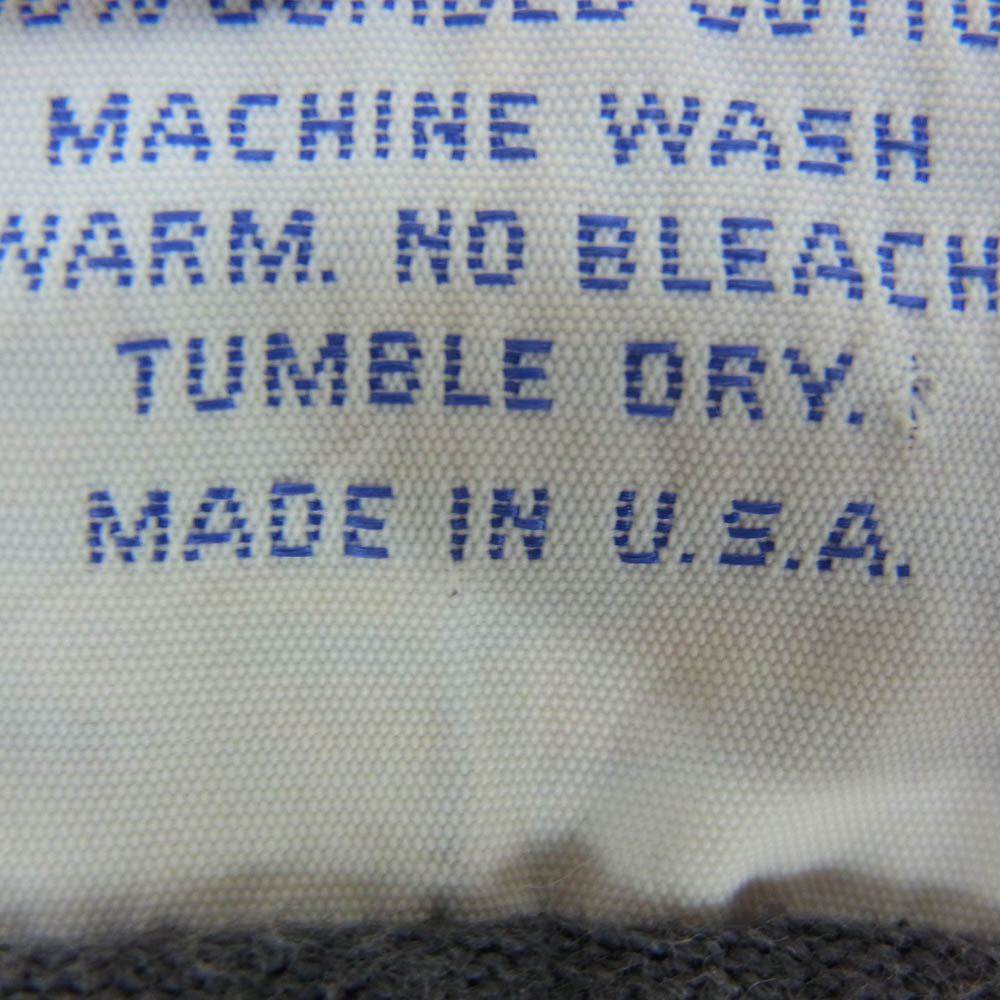 MACHINE WASH
WARM. NO BLEACH
TUMBLE DRY.
MADE IN U.S.A.